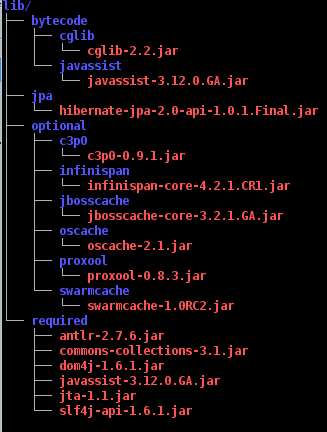 lib/
├── bytecode
│   ├── cglib
│   │   └── cglib-2.2.jar
│   └── javassist
│       └── javassist-3.12.0.GA.jar
├── jpa
│   └── hibernate-jpa-2.0-api-1.0.1.Final.jar
├── optional
│   ├── c3p0
│   │   └── c3p0-0.9.1.jar
│   ├── infinispan
│   │   └── infinispan-core-4.2.1.CR1.jar
│   ├── jbosscache
│   │   └── jbosscache-core-3.2.1.GA.jar
│   ├── oscache
│   │   └── oscache-2.1.jar
│   ├── proxool
│   │   └── proxool-0.8.3.jar
│   └── swarmcache
│       └── swarmcache-1.0RC2.jar
└── required
    ├── antlr-2.7.6.jar
    ├── commons-collections-3.1.jar
    ├── dom4j-1.6.1.jar
    ├── javassist-3.12.0.GA.jar
    ├── jta-1.1.jar
    └── slf4j-api-1.6.1.jar